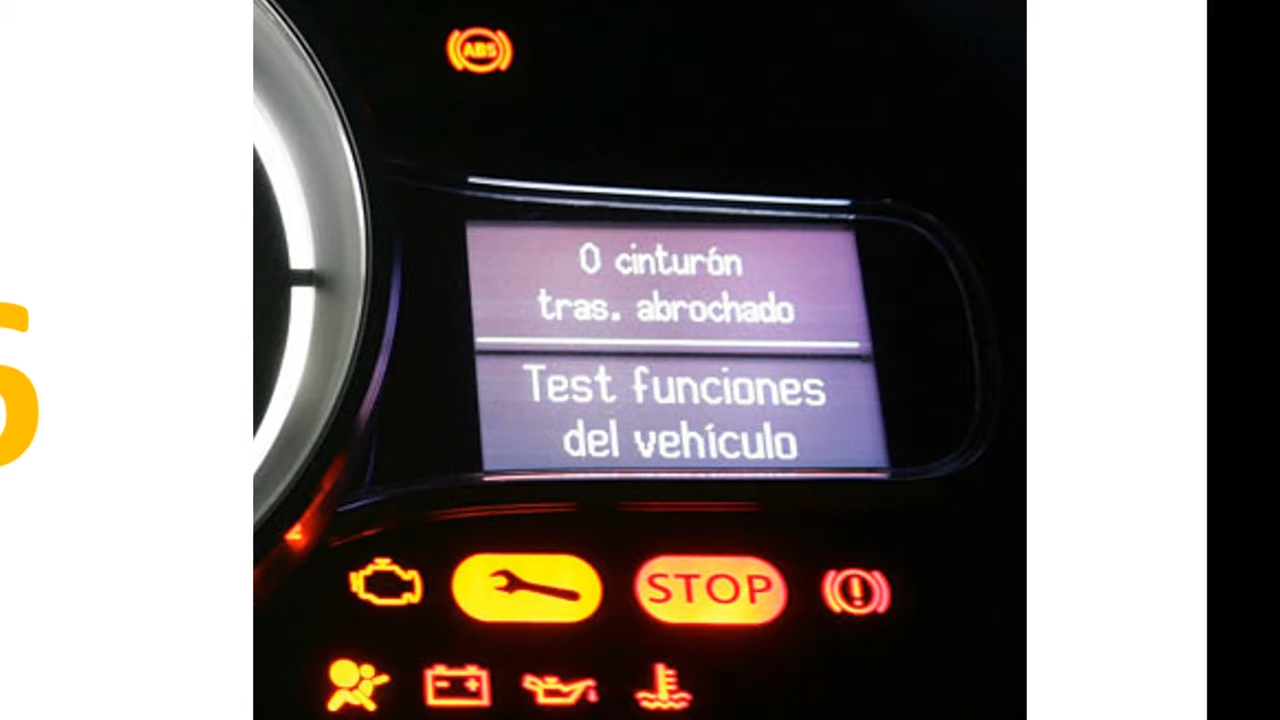 ABS
0 cinturón
tras. abrochado
Test funciones
del vehículo
STOP